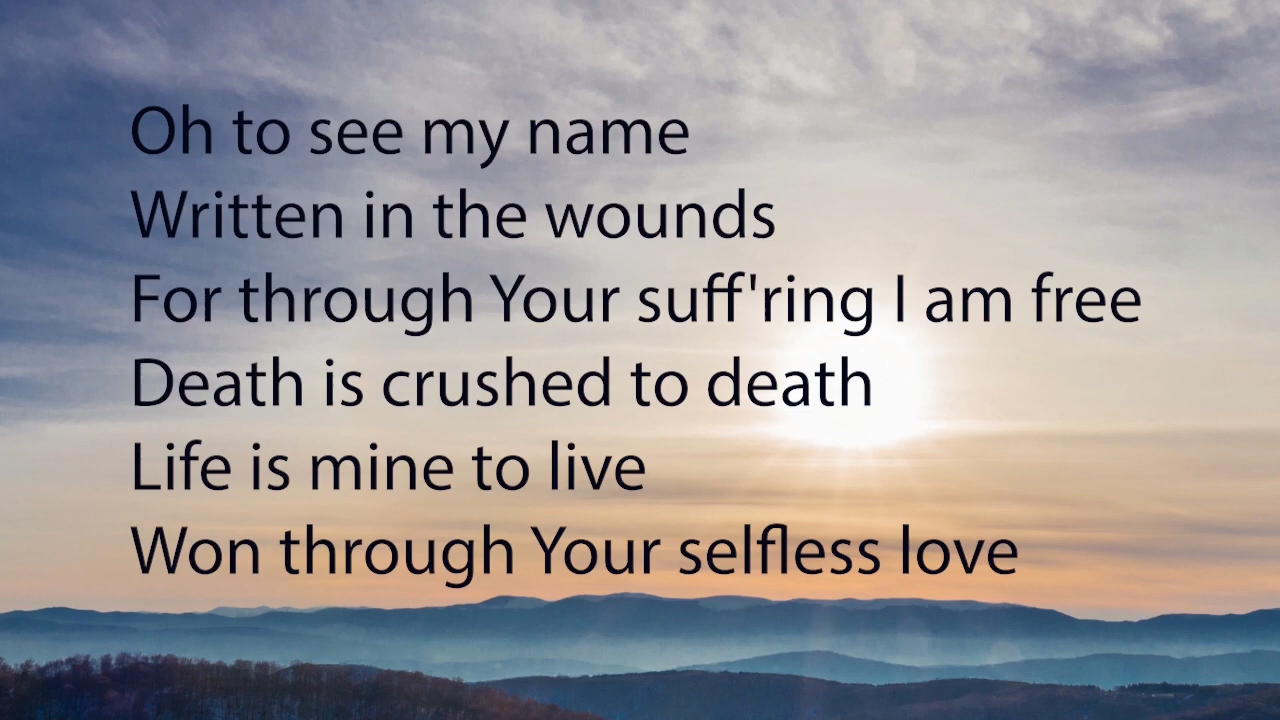 Oh to see my name
Written in the wounds
For through Your suff'ring I am free
Death is crushed to death
Life is mine to live
Won through Your selfless love